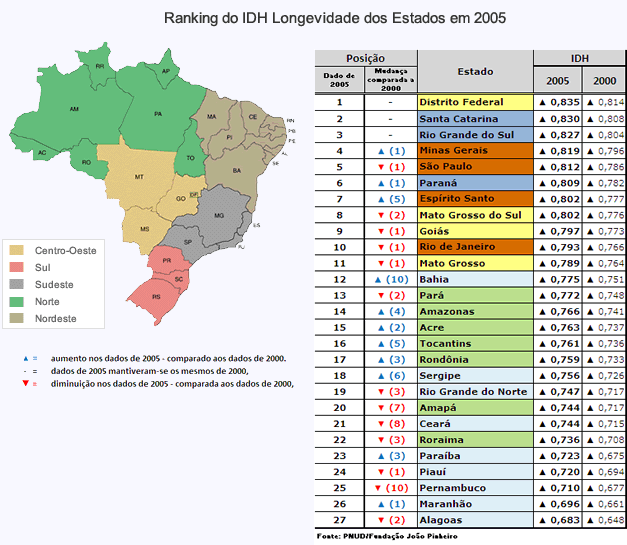 Ranking do IDH Longevidade dos Estados em 2005
RR
AP
AM
PA
MA
CE
RN
PB
PE
AL
SE
PI
AC
RO
TO
BA
MT
GO
DF
MG
ES
MS
SP
RJ
PR
SC
RS
Centro-Oeste
Sul
Sudeste
Norte
Nordeste
▲ = aumento nos dados de 2005 - comparado aos dados de 2000.
- = dados de 2005 mantiveram-se os mesmos de 2000,
▼ = diminuição nos dados de 2005 - comparada aos dados de 2000,
Posição Estado IDH
Dado de 2005 Mudança comparada a 2000 2005 2000
1 - Distrito Federal ▲ 0,835 ▲ 0,814
2 - Santa Catarina ▲ 0,830 ▲ 0,808
3 - Rio Grande do Sul ▲ 0,827 ▲ 0,804
4 ▲ (1) Minas Gerais ▲ 0,819 ▲ 0,796
5 ▼ (1) São Paulo ▲ 0,812 ▲ 0,786
6 ▲ (1) Paraná ▲ 0,809 ▲ 0,782
7 ▲ (5) Espírito Santo ▲ 0,802 ▲ 0,777
8 ▼ (2) Mato Grosso do Sul ▲ 0,802 ▲ 0,776
9 ▼ (1) Goiás ▲ 0,797 ▲ 0,773
10 ▼ (1) Rio de Janeiro ▲ 0,793 ▲ 0,766
11 ▼ (1) Mato Grosso ▲ 0,789 ▲ 0,764
12 ▲ (10) Bahia ▲ 0,775 ▲ 0,751
13 ▼ (2) Pará ▲ 0,772 ▲ 0,748
14 ▲ (4) Amazonas ▲ 0,766 ▲ 0,741
15 ▲ (2) Acre ▲ 0,763 ▲ 0,737
16 ▲ (5) Tocantins ▲ 0,761 ▲ 0,736
17 ▲ (3) Rondônia ▲ 0,759 ▲ 0,733
18 ▲ (6) Sergipe ▲ 0,756 ▲ 0,726
19 ▼ (3) Rio Grande do Norte ▲ 0,747 ▲ 0,717
20 ▼ (7) Amapá ▲ 0,744 ▲ 0,717
21 ▼ (8) Ceará ▲ 0,744 ▲ 0,715
22 ▼ (3) Roraima ▲ 0,736 ▲ 0,708
23 ▲ (3) Paraíba ▲ 0,723 ▲ 0,675
24 ▼ (1) Piauí ▲ 0,720 ▲ 0,694
25 ▼ (10) Pernambuco ▲ 0,710 ▲ 0,677
26 ▲ (1) Maranhão ▲ 0,696 ▲ 0,661
27 ▼ (2) Alagoas ▲ 0,683 ▲ 0,648
Fonte: PNUD/Fundação João Pinheiro